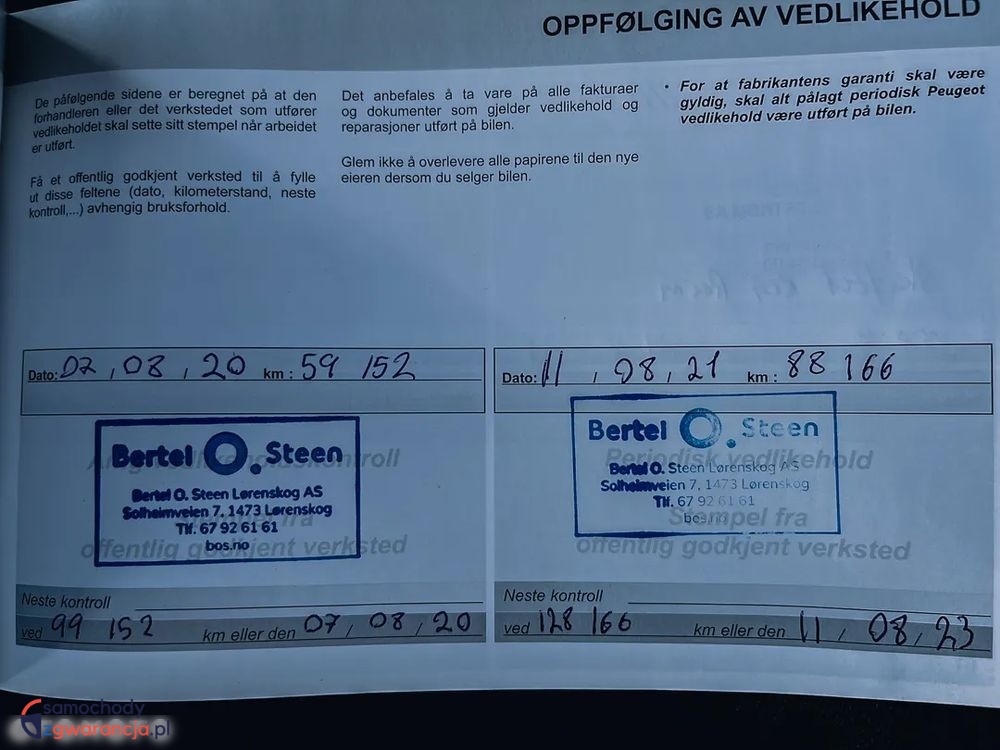 OPPFØLGING AV VEDLIKEHOLD
De påfølgende sidene er beregnet på at den
forhandleren eller det verkstedet som utfører
vedlikeholdet skal sette sitt stempel når arbeidet
er utført.
Få et offentlig godkjent verksted til å fylle
ut disse feltene (dato, kilometerstand, neste
kontroll,...) avhengig bruksforhold.
Det anbefales å ta vare på alle fakturaer
og dokumenter som gjelder vedlikehold og
reparasjoner utført på bilen.
Glem ikke å overlevere alle papirene til den nye
eieren dersom du selger bilen.
• For at fabrikantens garanti skal være
gyldig, skal alt pålagt periodisk Peugeot
vedlikehold være utført på bilen.
Dato: 07, 08, 20 km : 59 152
Bertel O. Steen
Bertel O. Steen Lørenskog AS
Solheimveien 7, 1473 Lørenskog
Tlf. 67 92 61 61
bos.no
offentlig godkjent verksted
Neste kontroll
ved 99 152 km eller den 07, 08, 20
Dato: 11, 08, 21 km : 88 166
Bertel O. Steen
Periodisk vedlikehold
Bertel O. Steen Lørenskog AS
Solheimveien 7, 1473 Lørenskog
Tlf. 67 92 61 61
Stempel fra
bos.no
offentlig godkjent verksted
Neste kontroll
ved 128 166 km eller den 11, 08, 23
samochody
zgwarancja.pl